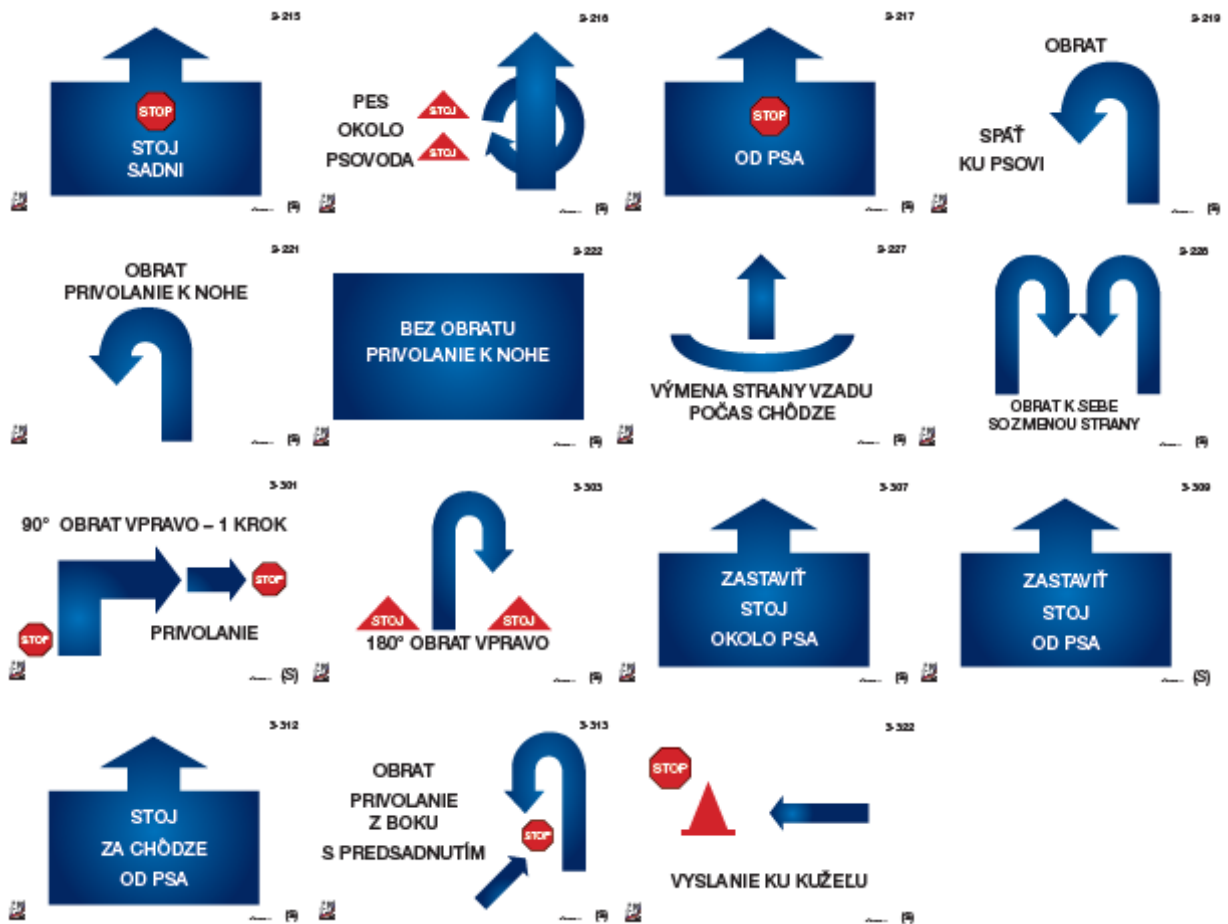 3-215
STOP
STOJ
SADNI
3-216
PES
OKOLO
PSOVODA
STOJ
STOJ
3-217
STOP
OD PSA
3-219
OBRAT
SPÄŤ
KU PSOVI
3-221
OBRAT
PRIVOLANIE K NOHE
3-222
BEZ OBRATU
PRIVOLANIE K NOHE
3-227
VÝMENA STRANY VZADU
POČAS CHÔDZE
OBRAT K SEBE
SO ZMENOU STRANY
3-301
90° OBRAT VPRAVO – 1 KROK
STOP
STOP
PRIVOLANIE
(S)
3-303
STOJ
STOJ
180° OBRAT VPRAVO
3-307
ZASTAVIŤ
STOJ
OKOLO PSA
3-309
ZASTAVIŤ
STOJ
OD PSA
(S)
3-312
STOJ
ZA CHÔDZE
OD PSA
3-313
OBRAT
PRIVOLANIE
Z BOKU
S PREDSADNUTÍM
STOP
3-322
STOP
VYSLANIE KU KUŽEĽU